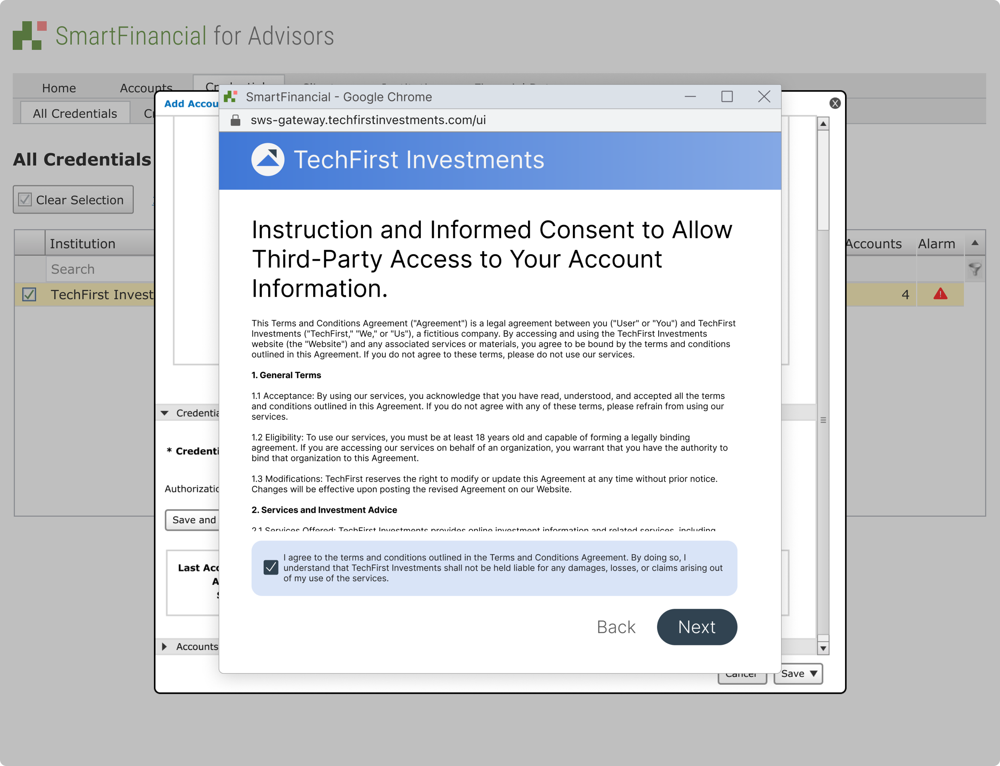 SmartFinancial for Advisors
Home Accounts
All Credentials
All Credentials
Clear Selection
Institution Accounts Alarm
Search
TechFirst Invest 4
Add Accou
Credentia
* Credenti
Authorizatio
Save and
Last Acc
Accounts
Cancel Save
SmartFinancial - Google Chrome
sws-gateway.techfirstinvestments.com/ui
TechFirst Investments
Instruction and Informed Consent to Allow
Third-Party Access to Your Account
Information.
This Terms and Conditions Agreement ("Agreement") is a legal agreement between you ("User" or "You") and TechFirst
Investments ("TechFirst," "We," or "Us"), a fictitious company. By accessing and using the TechFirst Investments
website (the "Website") and any associated services or materials, you agree to be bound by the terms and conditions
outlined in this Agreement. If you do not agree to these terms, please do not use our services.
1. General Terms
1.1 Acceptance: By using our services, you acknowledge that you have read, understood, and accepted all the terms
and conditions outlined in this Agreement. If you do not agree with any of these terms, please refrain from using our
services.
1.2 Eligibility: To use our services, you must be at least 18 years old and capable of forming a legally binding
agreement. If you are accessing our services on behalf of an organization, you warrant that you have the authority to
bind that organization to this Agreement.
1.3 Modifications: TechFirst reserves the right to modify or update this Agreement at any time without prior notice.
Changes will be effective upon posting the revised Agreement on our Website.
2. Services and Investment Advice
2.1 Services Offered: TechFirst Investments provides online investment information and related services, including
I agree to the terms and conditions outlined in the Terms and Conditions Agreement. By doing so, I
understand that TechFirst Investments shall not be held liable for any damages, losses, or claims arising out
of my use of the services.
Back Next